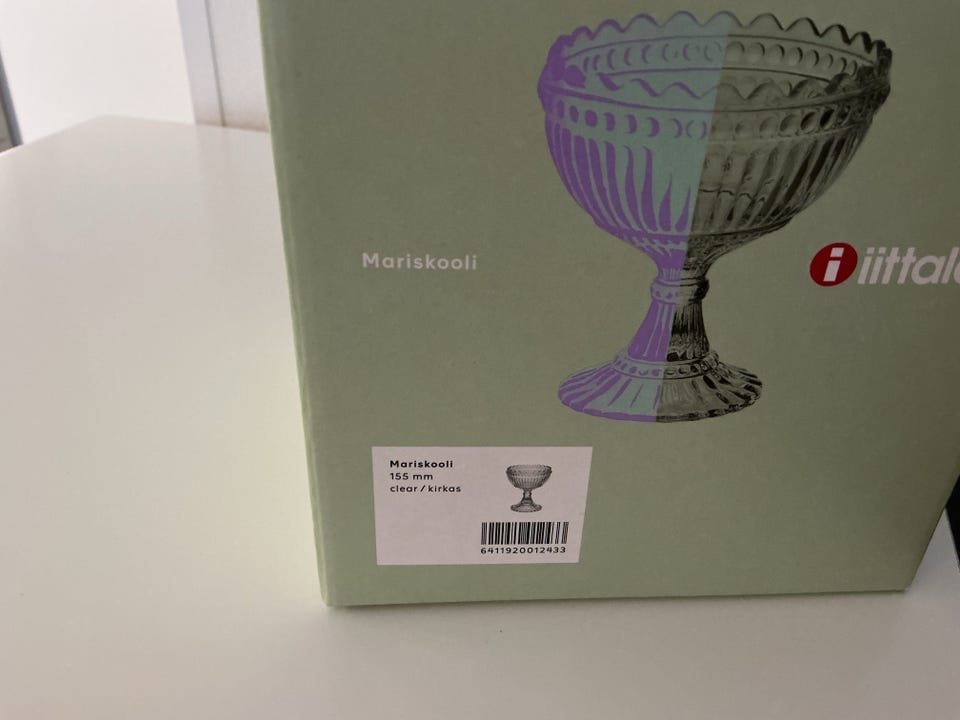 Mariskooli
iittala
Mariskooli
155 mm
clear / kirkas
6411920012433